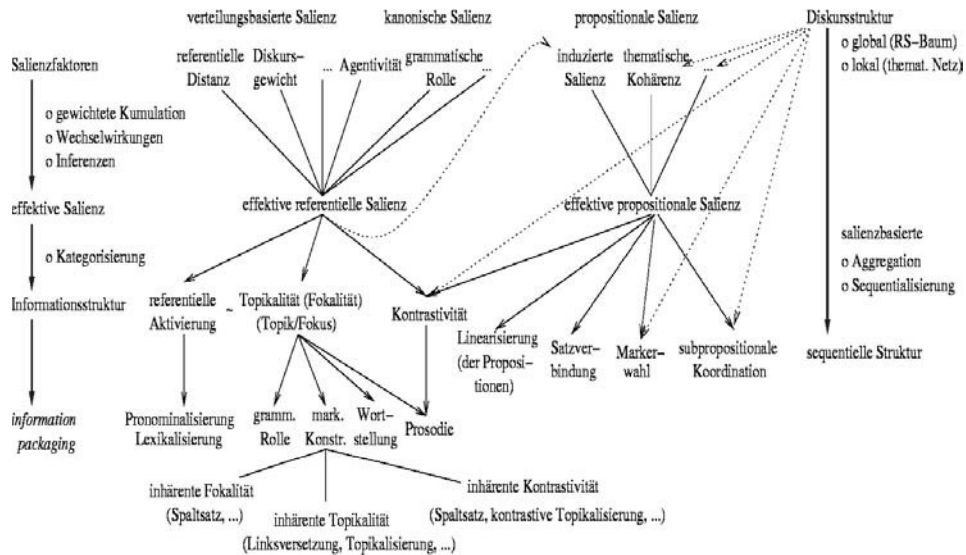 verteilungsbasierte Salienz
kanonische Salienz
propositionale Salienz
Diskursstruktur
o global (RS–Baum)
o lokal (themat. Netz)
Salienzfaktoren
referentielle
Distanz
Diskurs–
gewicht
...
Agentivität
grammatische
Rolle
...
induzierte
Salienz
thematische
Kohärenz
...
o gewichtete Kumulation
o Wechselwirkungen
o Inferenzen
effektive Salienz
effektive referentielle Salienz
effektive propositionale Salienz
salienzbasierte
o Aggregation
o Sequentialisierung
o Kategorisierung
Informationsstruktur
referentielle
Aktivierung
~
Topikalität (Fokalität)
(Topik/Fokus)
Kontrastivität
Linearisierung
(der Proposi–
tionen)
Satzver–
bindung
Marker–
wahl
subpropositionale
Koordination
sequentielle Struktur
information
packaging
Pronominalisierung
Lexikalisierung
gramm.
Rolle
mark.
Konstr.
Wort–
stellung
Prosodie
inhärente Fokalität
(Spaltsatz, ...)
inhärente Topikalität
(Linksversetzung, Topikalisierung, ...)
inhärente Kontrastivität
(Spaltsatz, kontrastive Topikalisierung, ...)